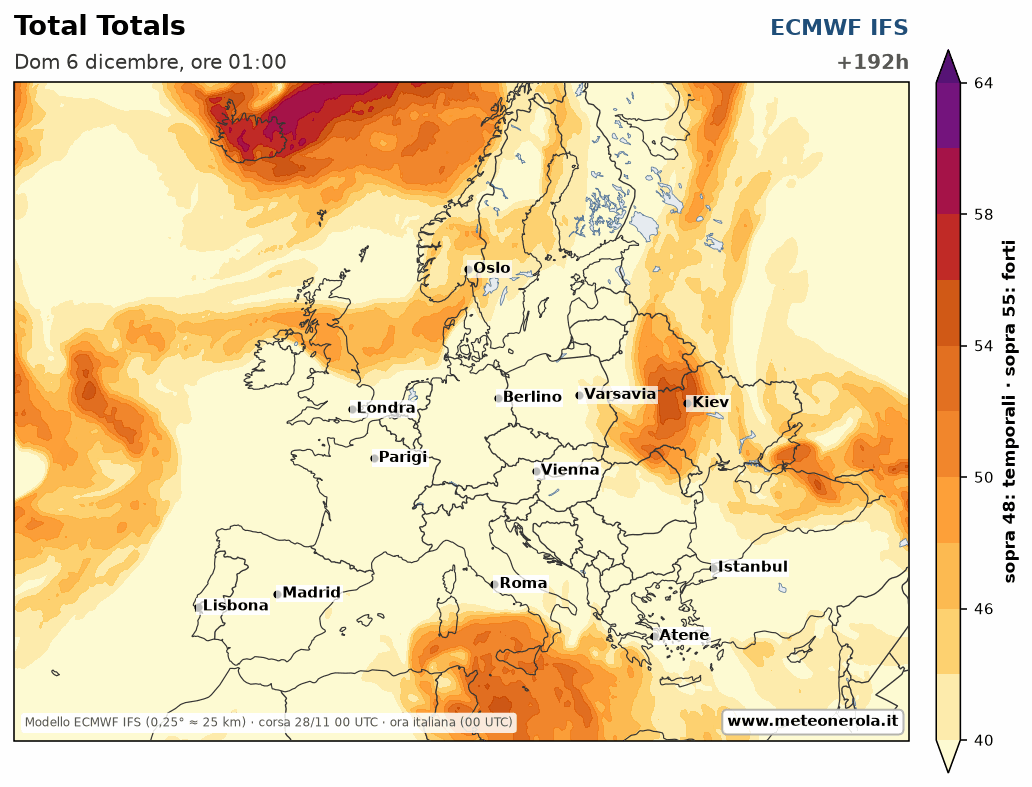 Total Totals
ECMWF IFS
Dom 6 dicembre, ore 01:00
+192h
64
58
54
50
46
40
sopra 48: temporali · sopra 55: forti
Oslo
Berlino
Varsavia
Kiev
Londra
Parigi
Vienna
Istanbul
Roma
Madrid
Lisbona
Atene
Modello ECMWF IFS (0,25° ≈ 25 km) · corsa 28/11 00 UTC · ora italiana (00 UTC)
www.meteonerola.it